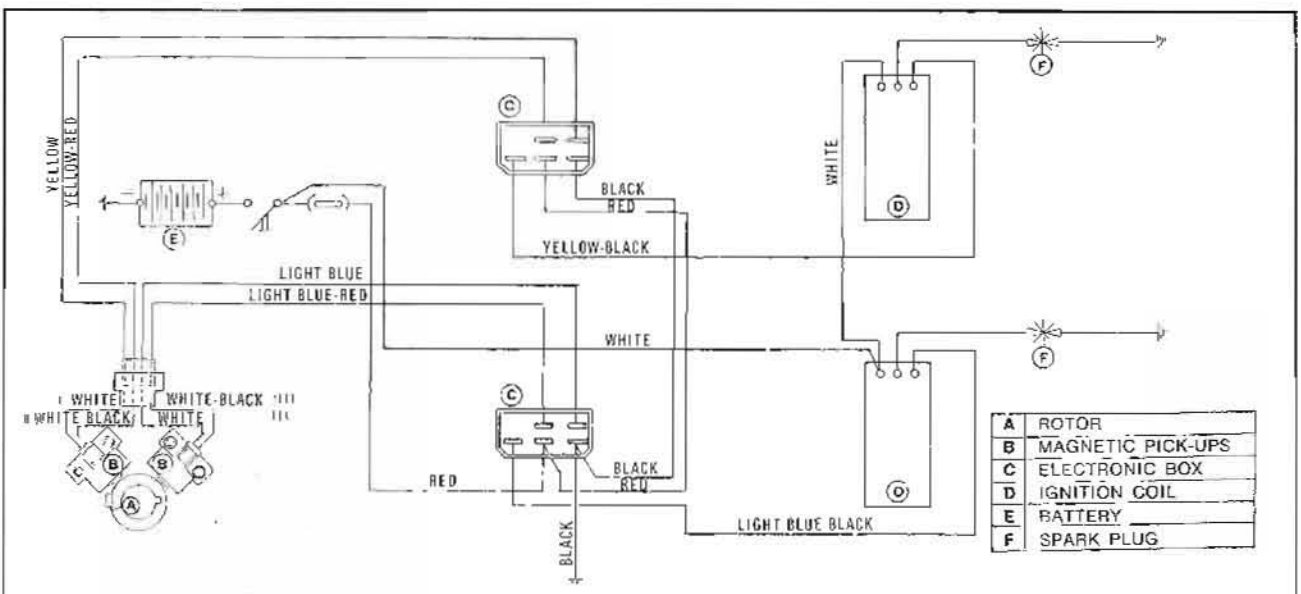 F
C
YELLOW
YELLOW-RED
WHITE
D
BLACK
RED
E
YELLOW-BLACK
LIGHT BLUE
LIGHT BLUE-RED
WHITE
F
C
WHITE
WHITE-BLACK
WHITE BLACK
WHITE
B
B
A
RED
BLACK
RED
D
BLACK
LIGHT BLUE BLACK
A ROTOR
B MAGNETIC PICK-UPS
C ELECTRONIC BOX
D IGNITION COIL
E BATTERY
F SPARK PLUG